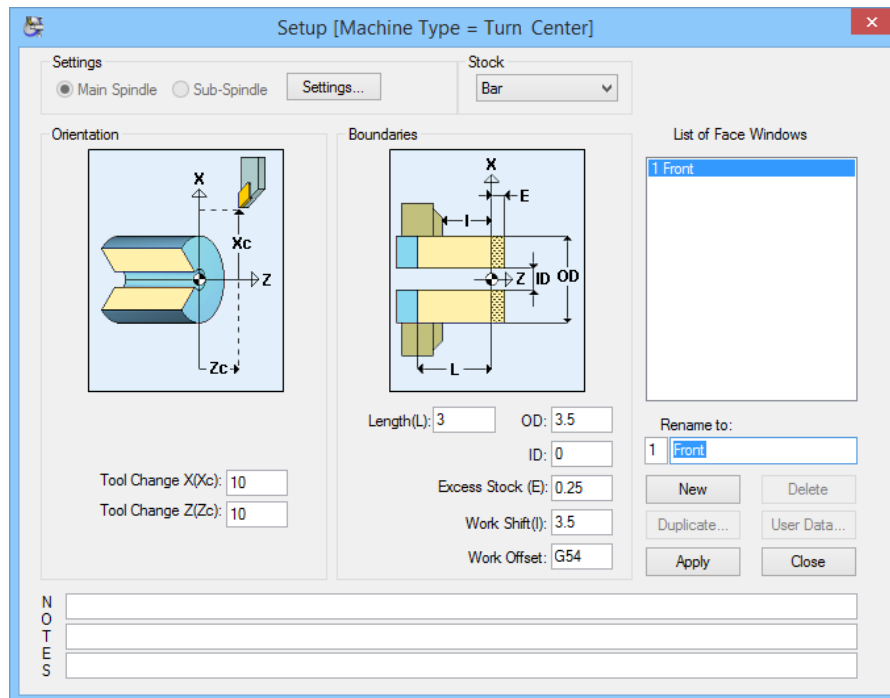 Setup [Machine Type = Turn Center]
Settings
Main Spindle
Sub-Spindle
Settings...
Stock
Bar
Orientation
X
Xc
Z
Zc
Boundaries
X
E
I
Z
ID
OD
L
Length(L): 3
OD: 3.5
ID: 0
Excess Stock (E): 0.25
Work Shift(I): 3.5
Work Offset: G54
Tool Change X(Xc): 10
Tool Change Z(Zc): 10
List of Face Windows
1 Front
Rename to:
1 Front
New
Delete
Duplicate...
User Data...
Apply
Close
NOTES